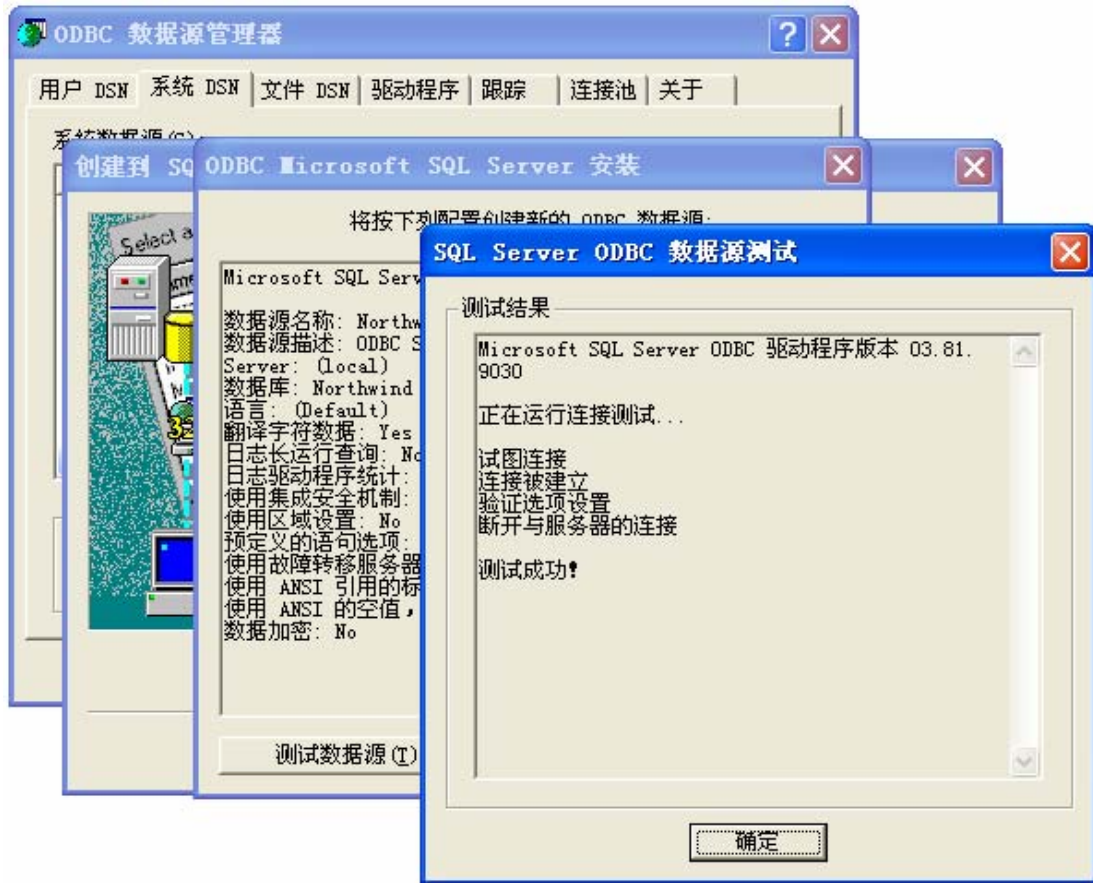 ODBC 数据源管理器
用户 DSN 系统 DSN 文件 DSN 驱动程序 跟踪 连接池 关于
系统数据源
创建到 SQ
ODBC Microsoft SQL Server 安装
将按下列配置创建新的 ODBC 数据源:
Select a
Microsoft SQL Serv
数据源名称: Northw
数据源描述: ODBC S
Server: (local)
数据库: Northwind
语言: (Default)
翻译字符数据: Yes
日志长运行查询: No
日志驱动程序统计:
使用集成安全机制:
使用区域设置: No
预定义的语句选项:
使用故障转移服务器
使用 ANSI 引用的标
使用 ANSI 的空值,
数据加密: No
测试数据源(T)
SQL Server ODBC 数据源测试
测试结果
Microsoft SQL Server ODBC 驱动程序版本 03.81.
9030
正在运行连接测试...
试图连接
连接被建立
验证选项设置
断开与服务器的连接
测试成功!
确定